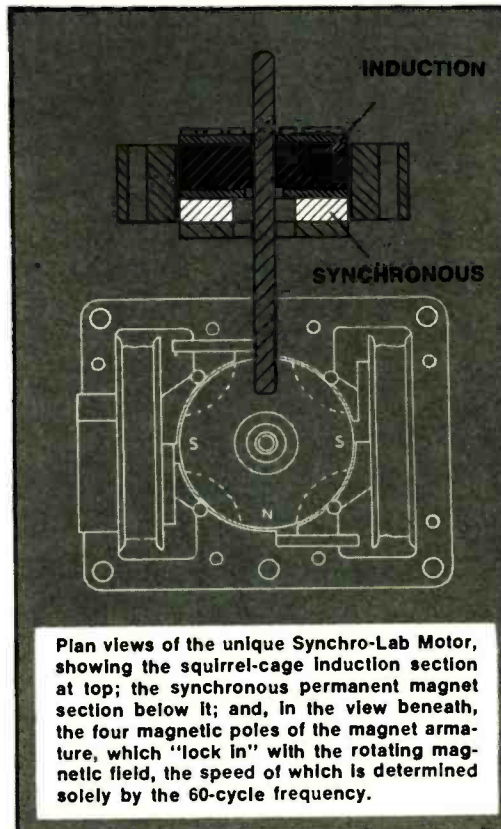 INDUCTION
SYNCHRONOUS
S S
N
Plan views of the unique Synchro-Lab Motor,
showing the squirrel-cage induction section
at top; the synchronous permanent magnet
section below it; and, in the view beneath,
the four magnetic poles of the magnet arma-
ture, which "lock in" with the rotating mag-
netic field, the speed of which is determined
solely by the 60-cycle frequency.